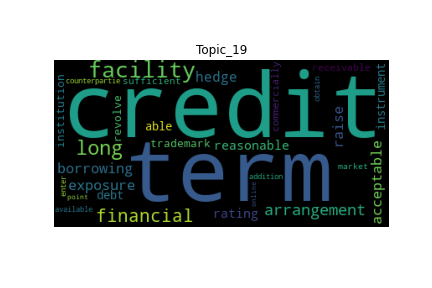 Topic_19
counterpartie
facility
receivable
sufficient
hedge
credit
institution
revolve
commercially
obtain
raise
instrument
able
long
trademark
reasonable
term
acceptable
borrowing
market
exposure
debt
addition
enter
point
online
available
financial
rating
arrangement